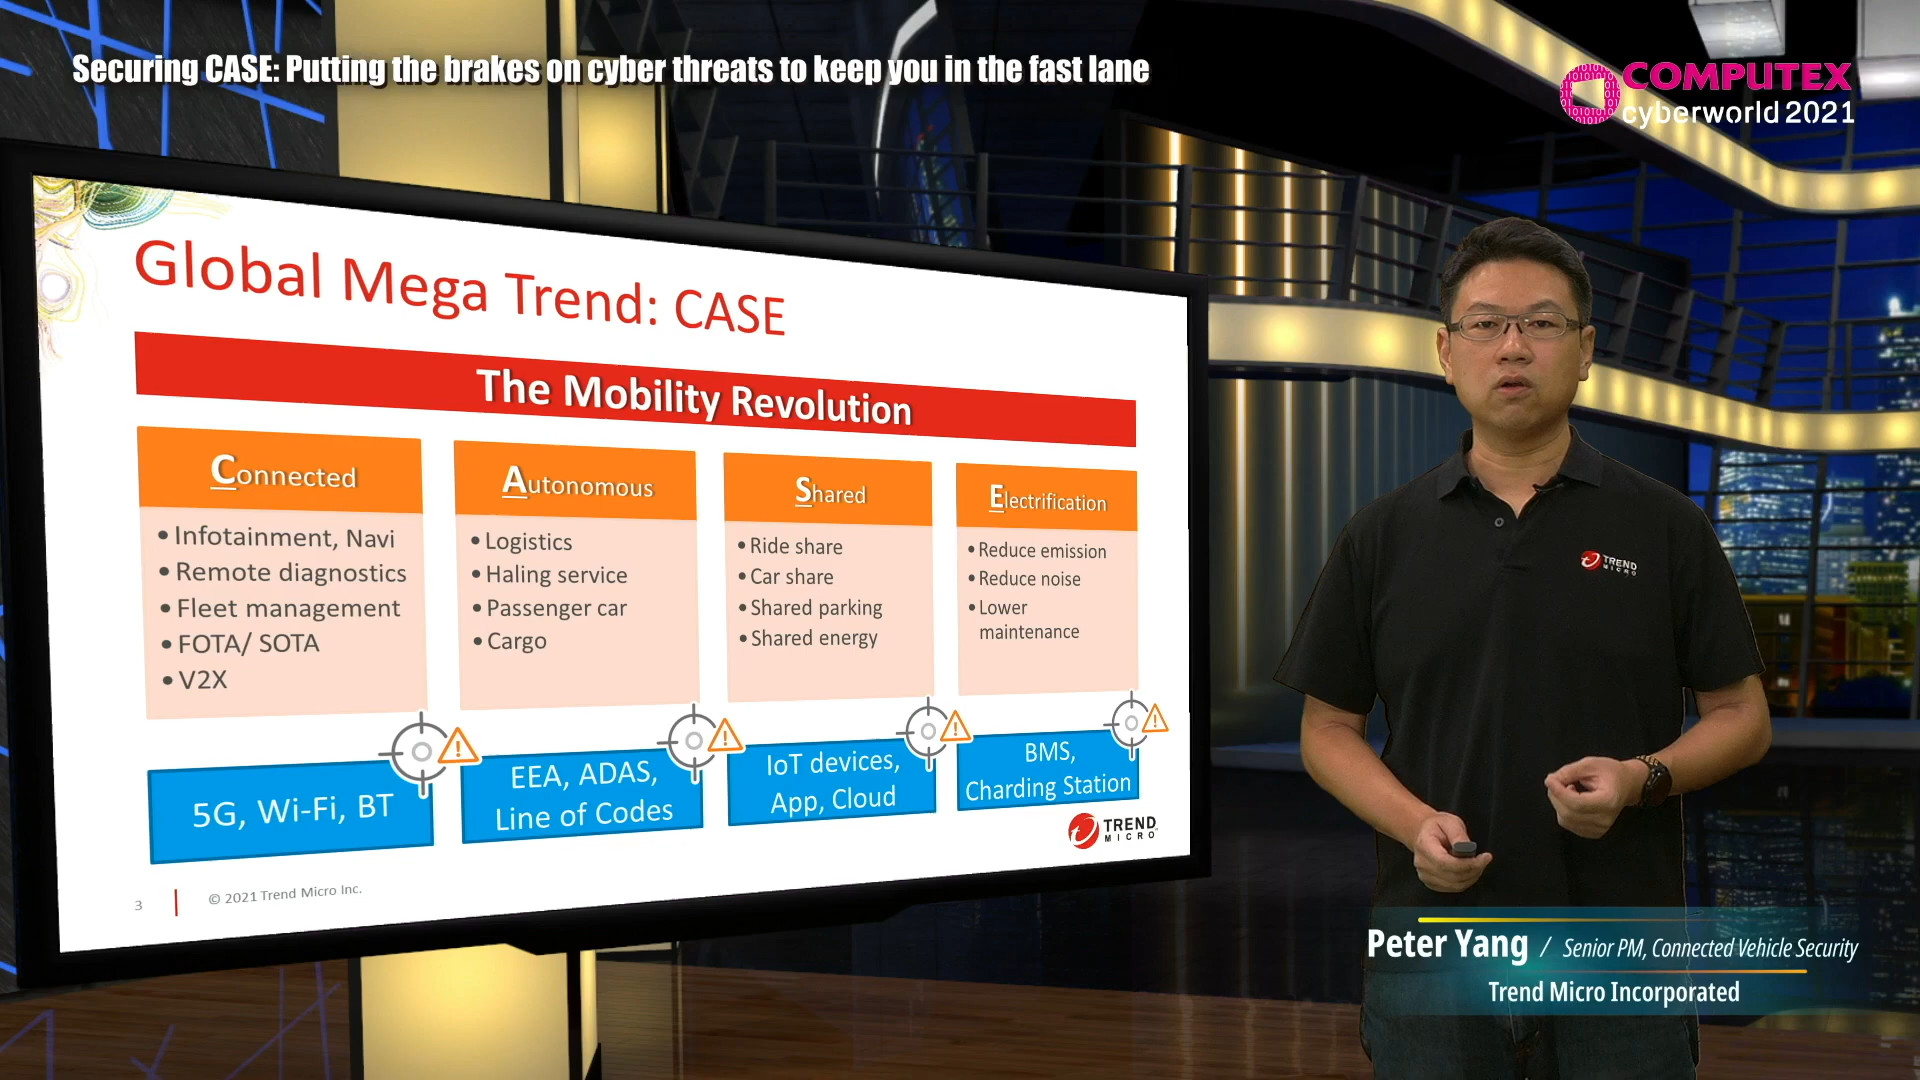 Securing CASE: Putting the brakes on cyber threats to keep you in the fast lane
COMPUTEX
cyberworld 2021
Global Mega Trend: CASE
The Mobility Revolution
Connected
• Infotainment, Navi
• Remote diagnostics
• Fleet management
• FOTA/ SOTA
• V2X
5G, Wi-Fi, BT
Autonomous
• Logistics
• Haling service
• Passenger car
• Cargo
EEA, ADAS,
Line of Codes
Shared
• Ride share
• Car share
• Shared parking
• Shared energy
IoT devices,
App, Cloud
Electrification
• Reduce emission
• Reduce noise
• Lower
maintenance
BMS,
Charding Station
TREND
MICRO
3
© 2021 Trend Micro Inc.
TREND
MICRO
Peter Yang / Senior PM, Connected Vehicle Security
Trend Micro Incorporated